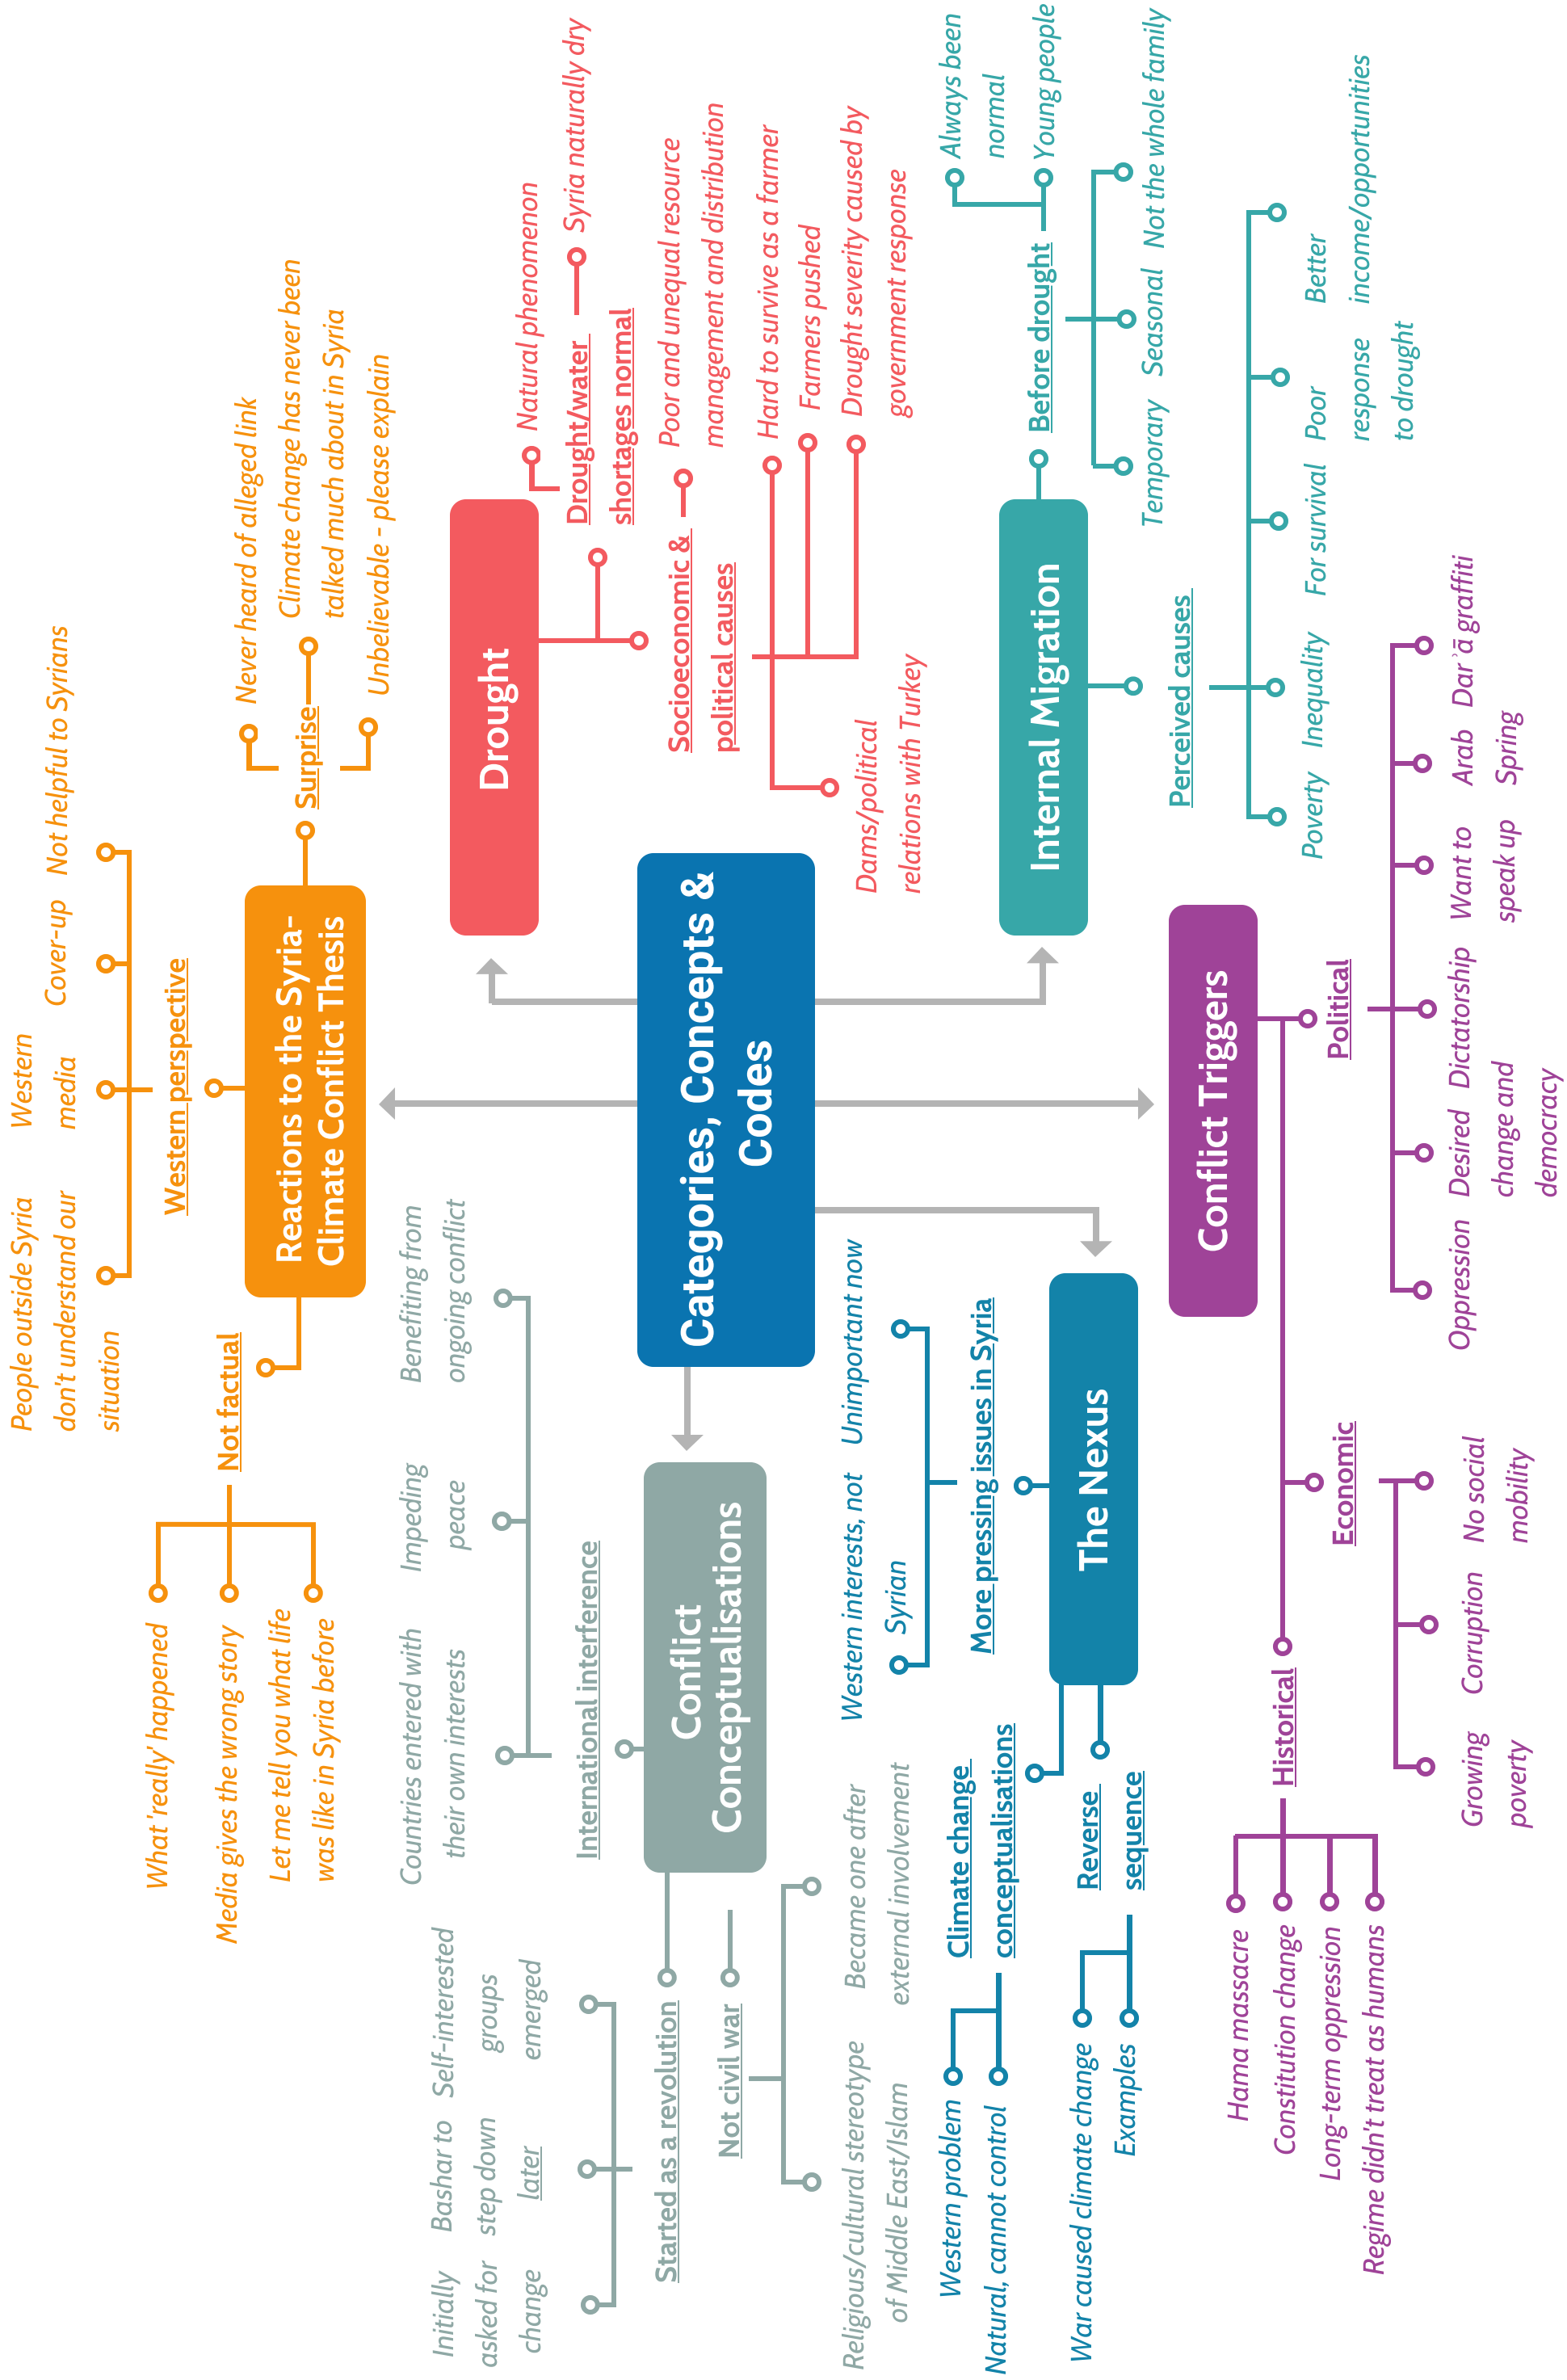 Categories, Concepts &
Codes
Reactions to the Syria-
Climate Conflict Thesis
Not factual
What 'really' happened
Media gives the wrong story
Let me tell you what life
was like in Syria before
Western perspective
People outside Syria
don't understand our
situation
Western
media
Cover-up
Not helpful to Syrians
Surprise
Never heard of alleged link
Climate change has never been
talked much about in Syria
Unbelievable - please explain
Drought
Natural phenomenon
Drought/water
shortages normal
Syria naturally dry
Socioeconomic &
political causes
Poor and unequal resource
management and distribution
Hard to survive as a farmer
Farmers pushed
Drought severity caused by
government response
Dams/political
relations with Turkey
Internal Migration
Before drought
Always been
normal
Young people
Temporary
Seasonal
Not the whole family
Perceived causes
Poverty
Inequality
For survival
Poor
response
to drought
Better
income/opportunities
Conflict Triggers
Political
Oppression
Desired
change and
democracy
Dictatorship
Want to
speak up
Arab
Spring
Darʾā graffiti
Economic
Growing
poverty
Corruption
No social
mobility
Historical
Hama massacre
Constitution change
Long-term oppression
Regime didn't treat as humans
The Nexus
More pressing issues in Syria
Western interests, not
Syrian
Unimportant now
Climate change
conceptualisations
Western problem
Natural, cannot control
Reverse
sequence
War caused climate change
Examples
Conflict
Conceptualisations
International interference
Countries entered with
their own interests
Impeding
peace
Benefiting from
ongoing conflict
Started as a revolution
Initially
asked for
change
Bashar to
step down
later
Self-interested
groups
emerged
Not civil war
Religious/cultural stereotype
of Middle East/Islam
Became one after
external involvement